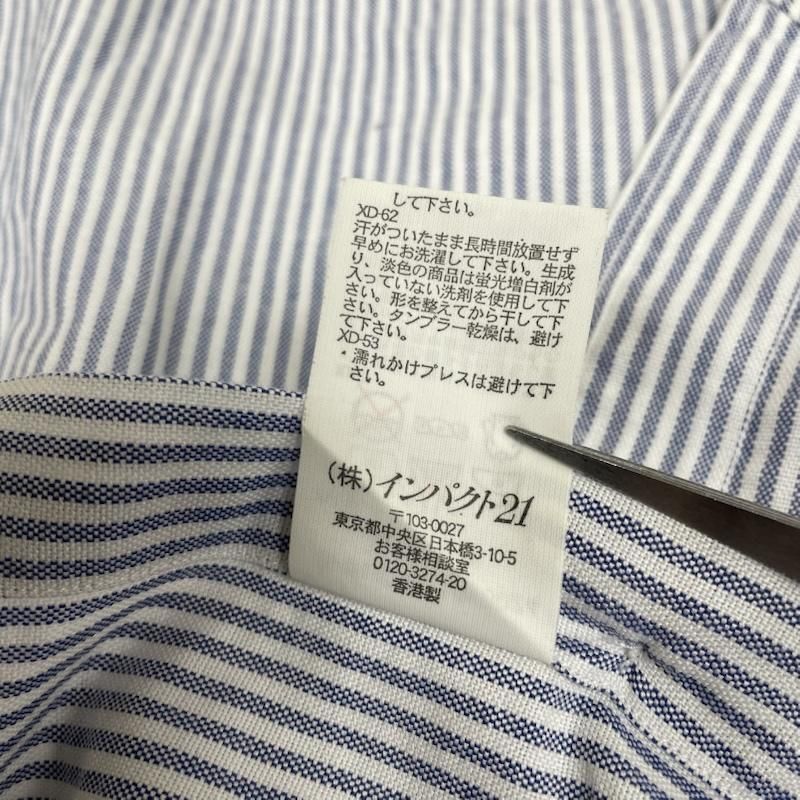 して下さい。
XD-62
汗がついたまま長時間放置せず
早めにお洗濯して下さい。生成
り、淡色の商品は蛍光増白剤が
入っていない洗剤を使用して下
さい。形を整えてから干して下
さい。タンブラー乾燥は、避け
て下さい。
XD-53
・濡れかけプレスは避けて下
さい。
(株)インパクト21
〒103-0027
東京都中央区日本橋3-10-5
お客様相談室
0120-3274-20
香港製